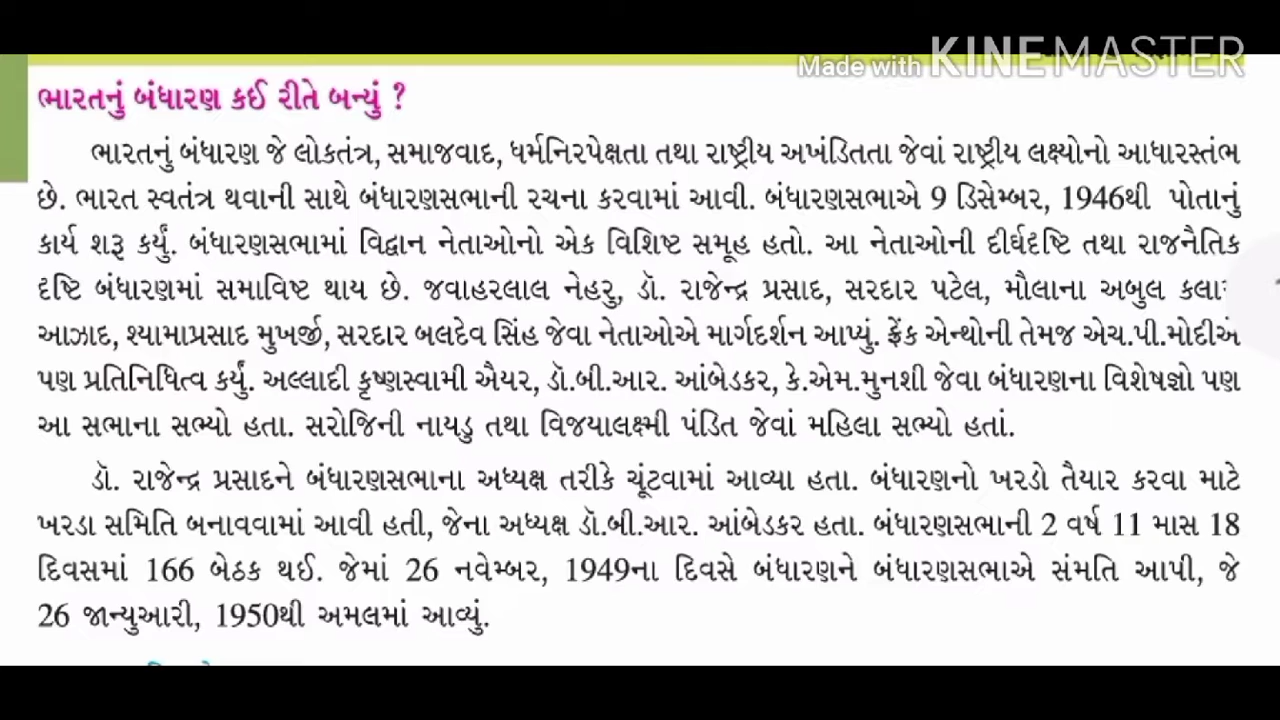 Made with KINEMASTER
ભારતનું બંધારણ કઈ રીતે બન્યું ?
ભારતનું બંધારણ જે લોકતંત્ર, સમાજવાદ, ધર્મનિરપેક્ષતા તથા રાષ્ટ્રીય અખંડિતતા જેવાં રાષ્ટ્રીય લક્ષ્યોનો આધારસ્તંભ
છે. ભારત સ્વતંત્ર થવાની સાથે બંધારણસભાની રચના કરવામાં આવી. બંધારણસભાએ 9 ડિસેમ્બર, 1946થી પોતાનું
કાર્ય શરૂ કર્યું. બંધારણસભામાં વિદ્વાન નેતાઓનો એક વિશિષ્ટ સમૂહ હતો. આ નેતાઓની દીર્ઘદૃષ્ટિ તથા રાજનૈતિક
દૃષ્ટિ બંધારણમાં સમાવિષ્ટ થાય છે. જવાહરલાલ નેહરુ, ડૉ. રાજેન્દ્ર પ્રસાદ, સરદાર પટેલ, મૌલાના અબુલ
આઝાદ, શ્યામાપ્રસાદ મુખર્જી, સરદાર બલદેવ સિંહ જેવા નેતાઓએ માર્ગદર્શન આપ્યું. ફ્રેંક એન્થોની તેમજ એચ.પી.મોદીએ
પણ પ્રતિનિધિત્વ કર્યું. અલ્લાદી કૃષ્ણસ્વામી ઐયર, ડૉ.બી.આર. આંબેડકર, કે.એમ.મુનશી જેવા બંધારણના વિશેષજ્ઞો પણ
આ સભાના સભ્યો હતા. સરોજિની નાયડુ તથા વિજયાલક્ષ્મી પંડિત જેવાં મહિલા સભ્યો હતાં.
ડૉ. રાજેન્દ્ર પ્રસાદને બંધારણસભાના અધ્યક્ષ તરીકે ચૂંટવામાં આવ્યા હતા. બંધારણનો ખરડો તૈયાર કરવા માટે
ખરડા સમિતિ બનાવવામાં આવી હતી, જેના અધ્યક્ષ ડૉ.બી.આર. આંબેડકર હતા. બંધારણસભાની 2 વર્ષ 11 માસ 18
દિવસમાં 166 બેઠક થઈ. જેમાં 26 નવેમ્બર, 1949ના દિવસે બંધારણને બંધારણસભાએ સંમતિ આપી, જે
26 જાન્યુઆરી, 1950થી અમલમાં આવ્યું.